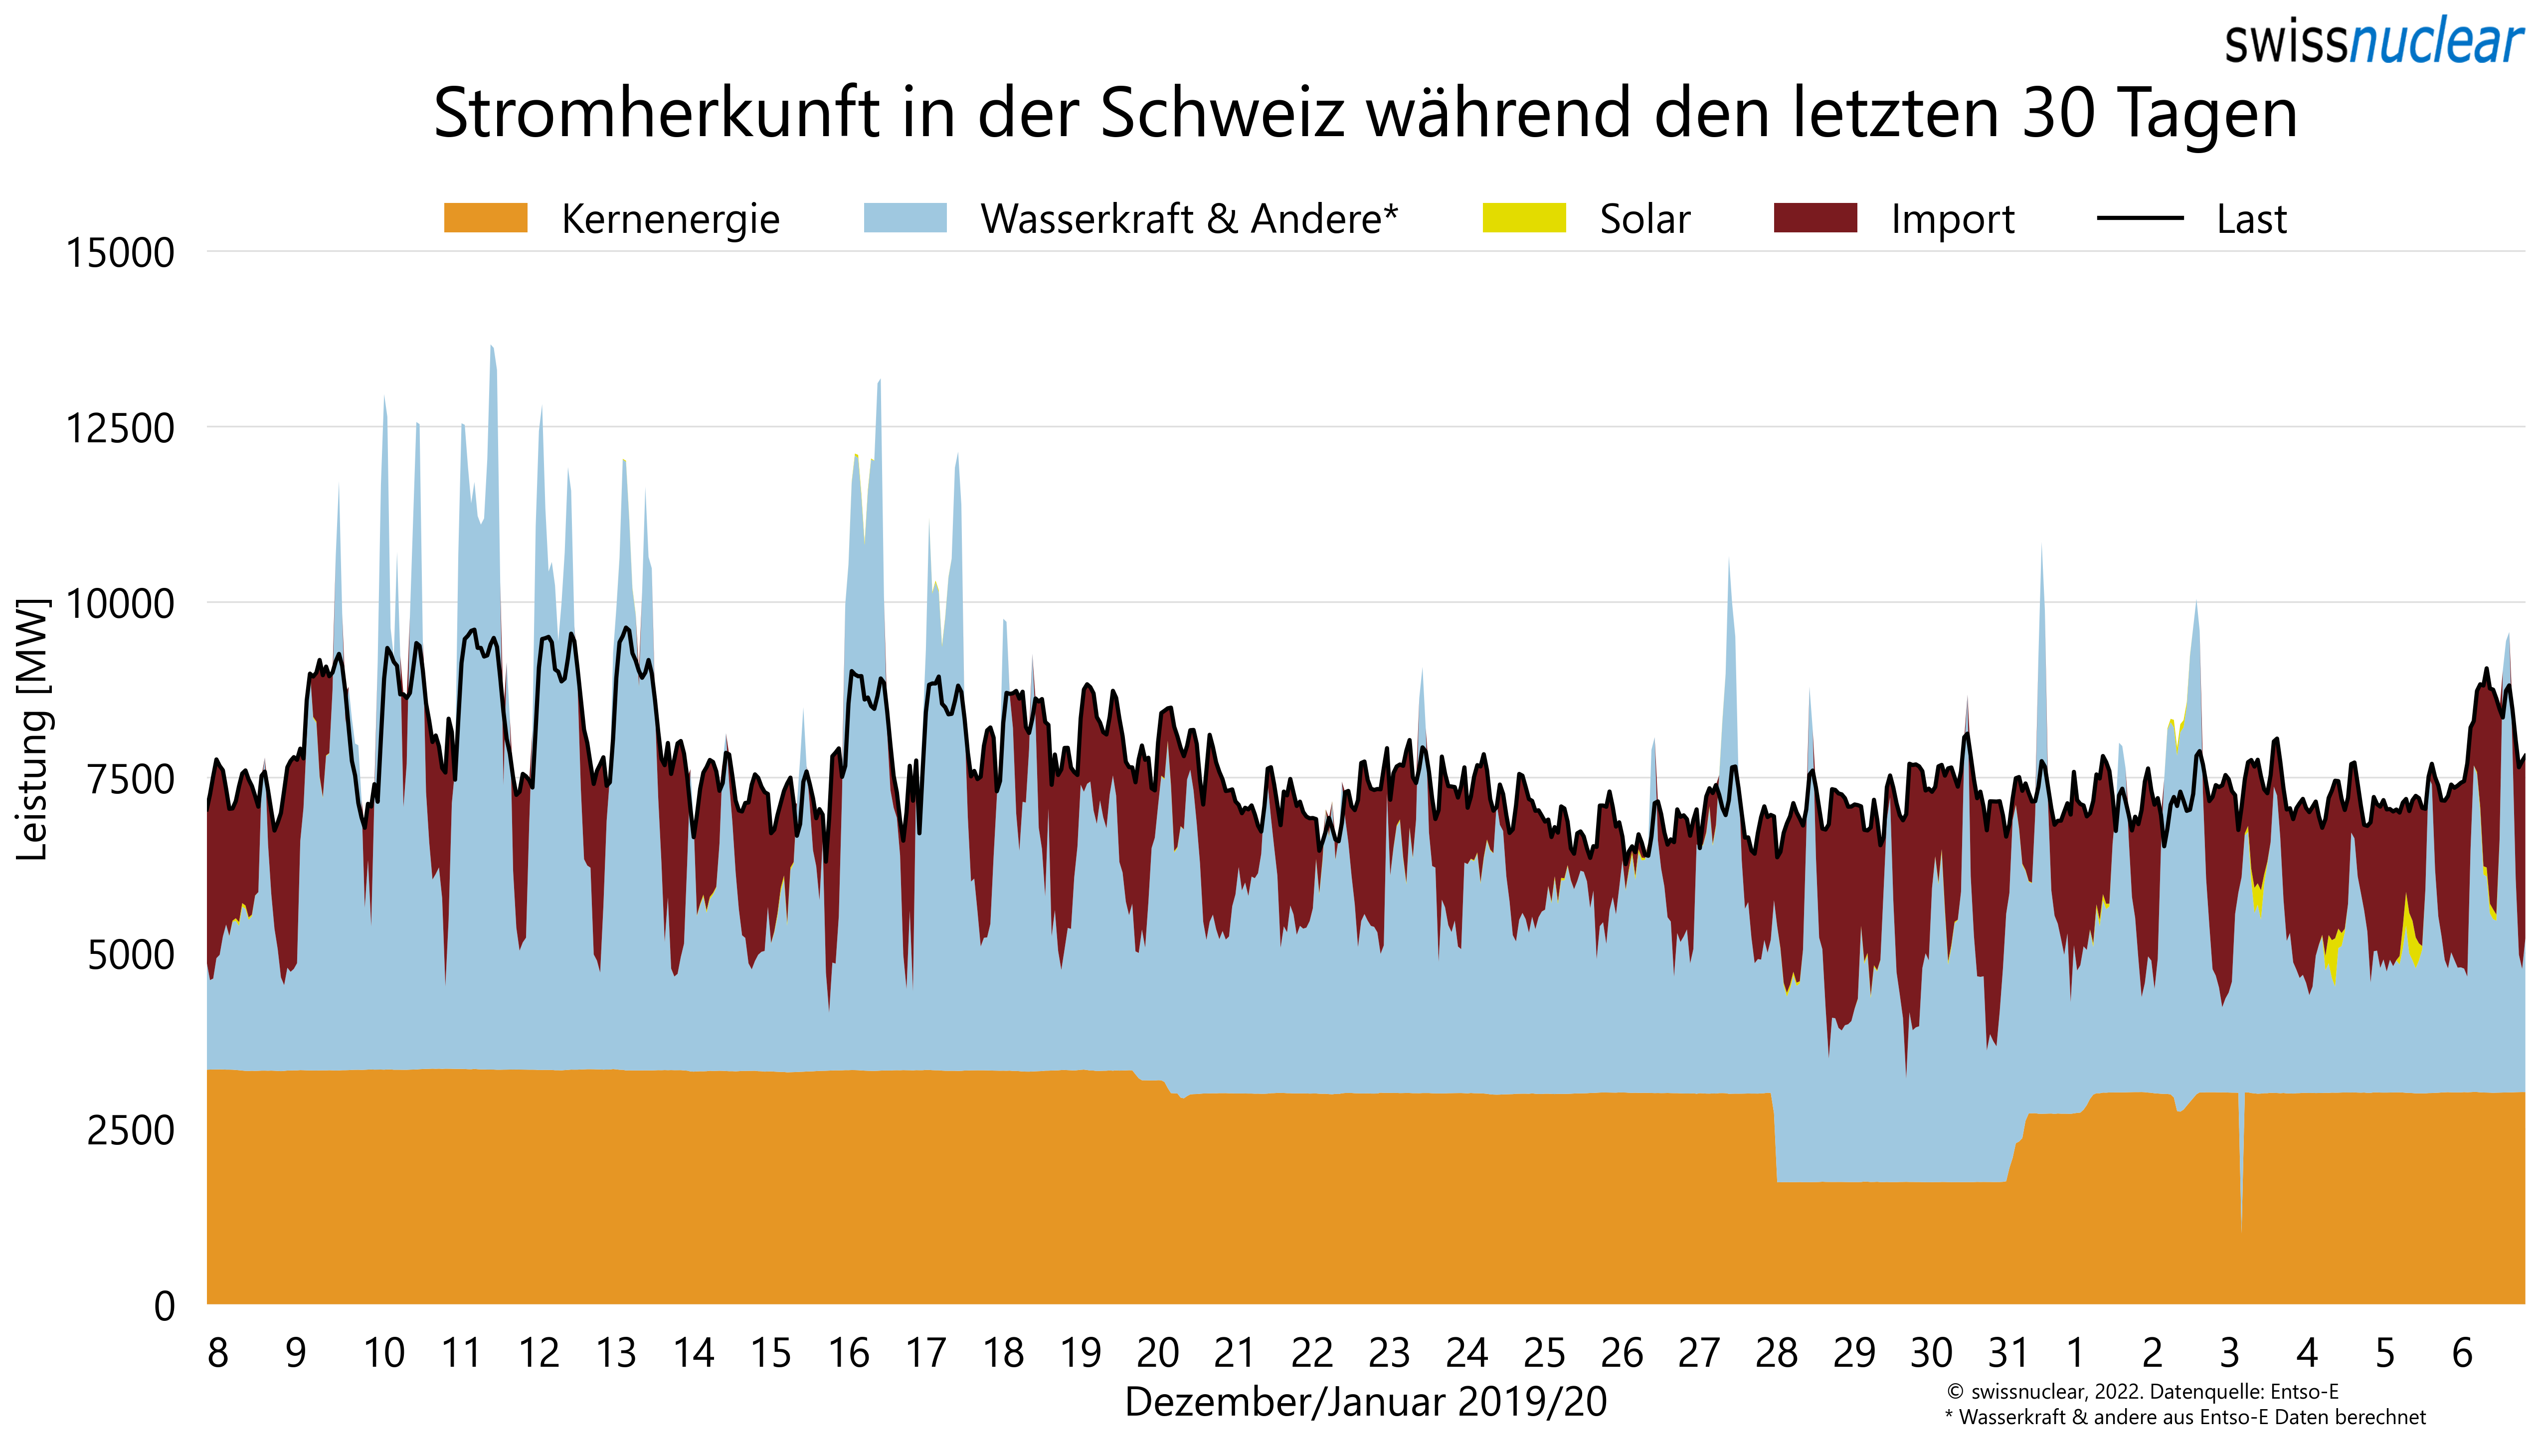 swissnuclear
Stromherkunft in der Schweiz während den letzten 30 Tagen
Kernenergie Wasserkraft & Andere* Solar Import Last
15000
12500
10000
7500
5000
2500
0
Leistung [MW]
8 9 10 11 12 13 14 15 16 17 18 19 20 21 22 23 24 25 26 27 28 29 30 31 1 2 3 4 5 6
Dezember/Januar 2019/20
© swissnuclear, 2022. Datenquelle: Entso-E
* Wasserkraft & andere aus Entso-E Daten berechnet